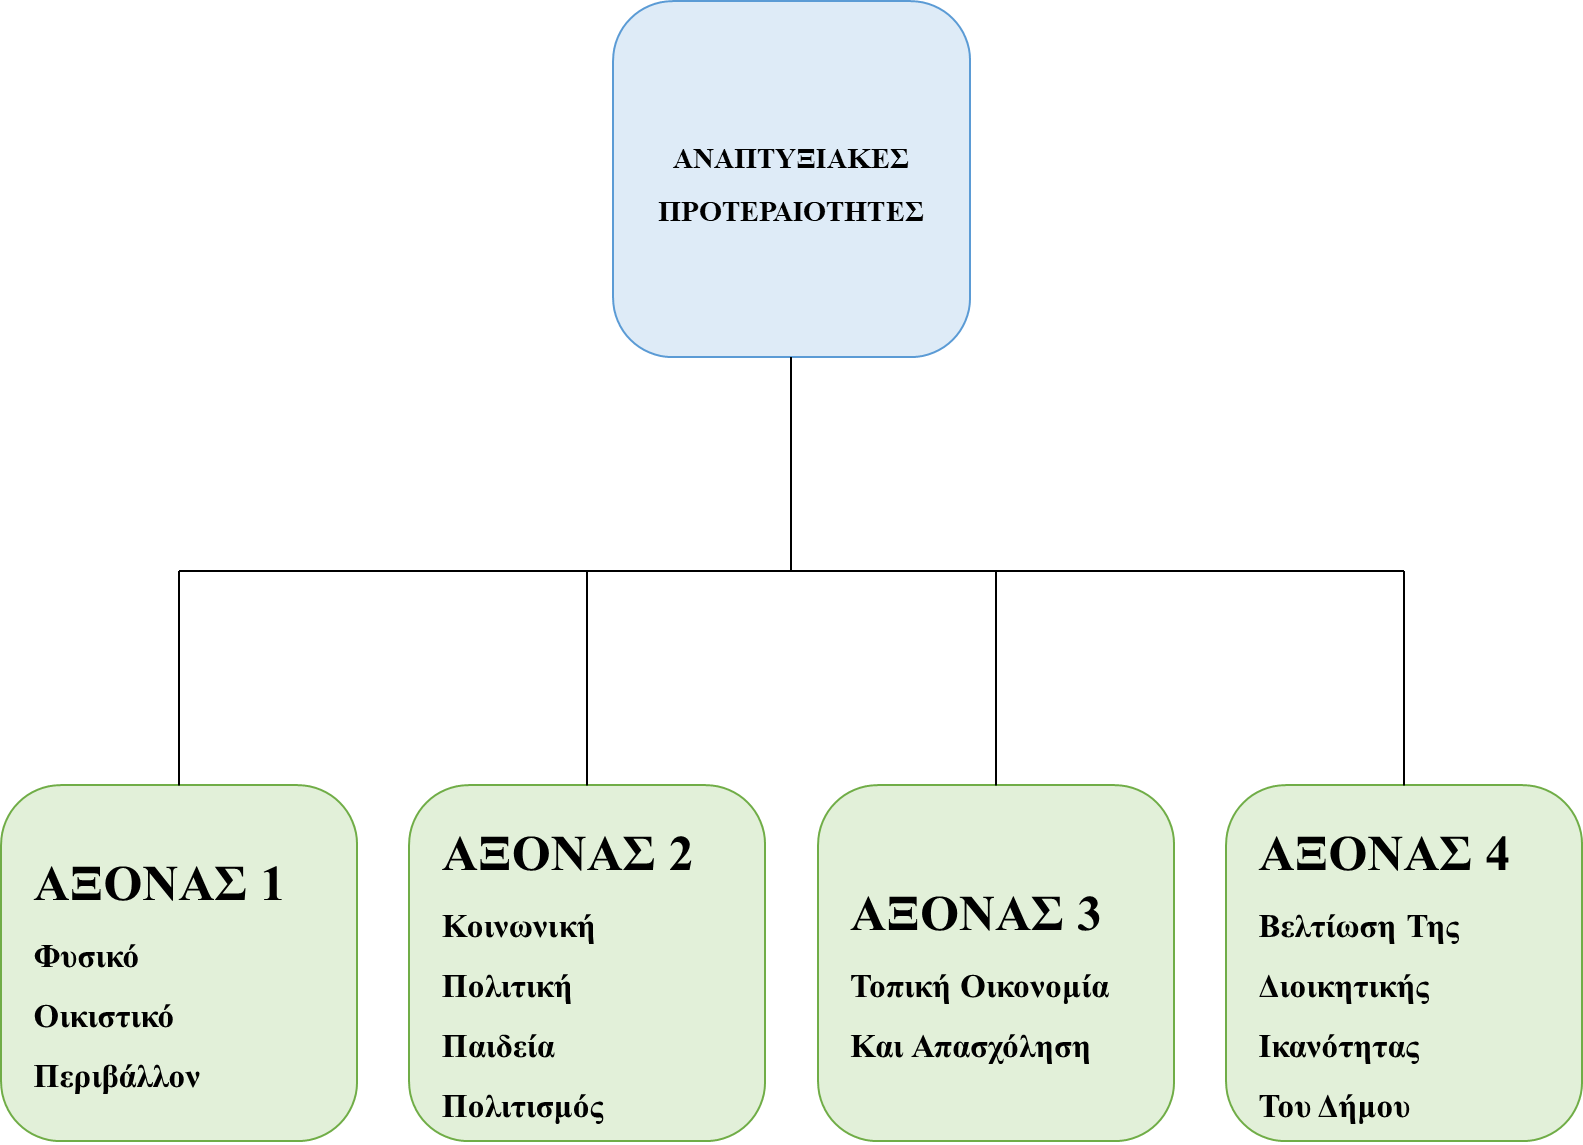 ΑΝΑΠΤΥΞΙΑΚΕΣ
ΠΡΟΤΕΡΑΙΟΤΗΤΕΣ
ΑΞΟΝΑΣ 1
Φυσικό
Οικιστικό
Περιβάλλον
ΑΞΟΝΑΣ 2
Κοινωνική
Πολιτική
Παιδεία
Πολιτισμός
ΑΞΟΝΑΣ 3
Τοπική Οικονομία
Και Απασχόληση
ΑΞΟΝΑΣ 4
Βελτίωση Της
Διοικητικής
Ικανότητας
Του Δήμου